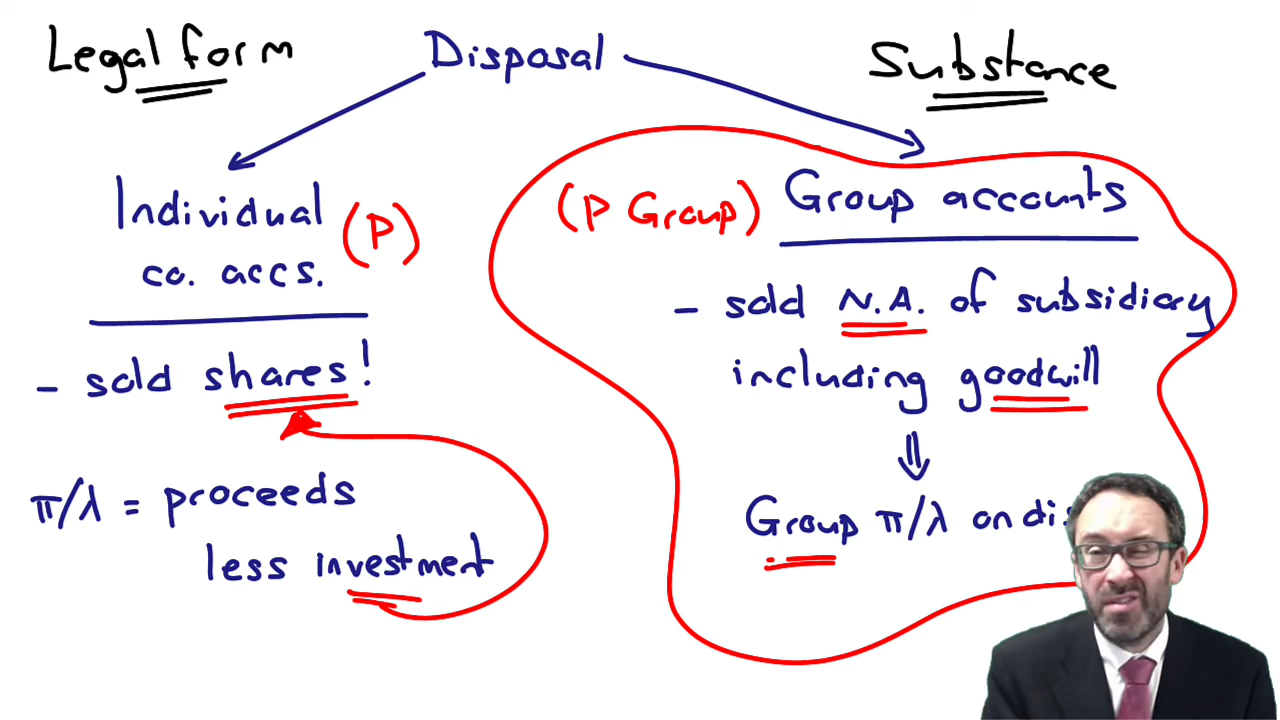 Legal form
Disposal
Substance
Individual
co. accs.
(P)
- sold shares!
π/λ = proceeds
less investment
(P Group)
Group accounts
- sold N.A. of subsidiary
including goodwill
⇓
Group π/λ on dis